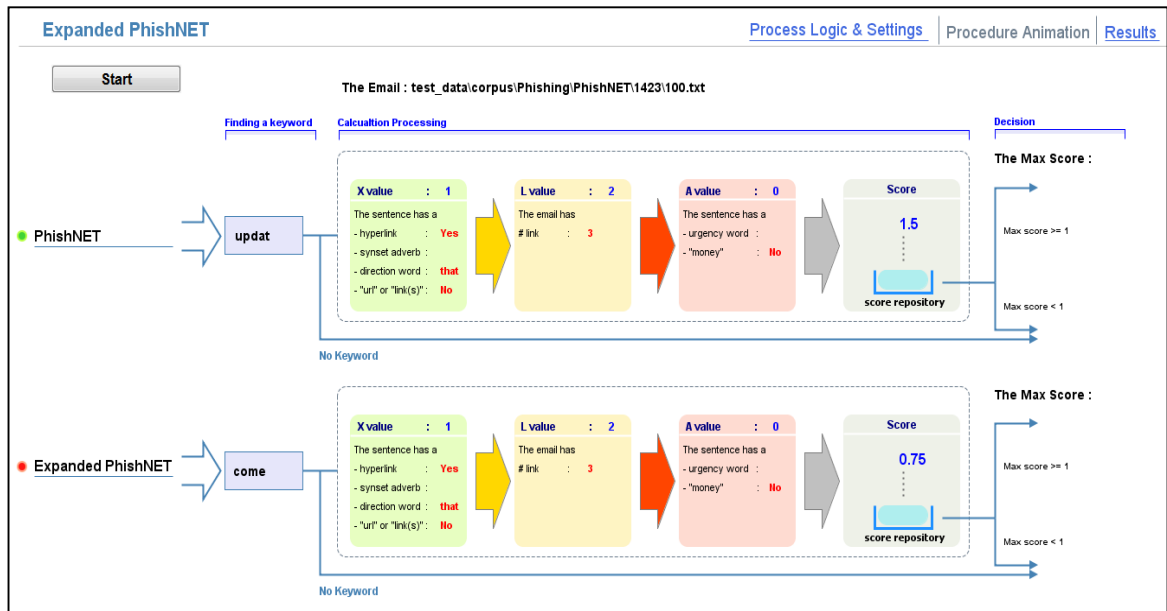 Expanded PhishNET
Process Logic & Settings
Procedure Animation
Results
Start
The Email : test_data\corpus\Phishing\PhishNET\1423\100.txt
Finding a keyword
Calcualtion Processing
Decision
The Max Score :
PhishNET
updat
X value : 1
The sentence has a
- hyperlink : Yes
- synset adverb :
- direction word : that
- "url" or "link(s)" : No
L value : 2
The email has
# link : 3
A value : 0
The sentence has a
- urgency word :
- "money" : No
Score
1.5
score repository
Max score >= 1
Max score < 1
No Keyword
The Max Score :
Expanded PhishNET
come
X value : 1
The sentence has a
- hyperlink : Yes
- synset adverb :
- direction word : that
- "url" or "link(s)" : No
L value : 2
The email has
# link : 3
A value : 0
The sentence has a
- urgency word :
- "money" : No
Score
0.75
score repository
Max score >= 1
Max score < 1
No Keyword